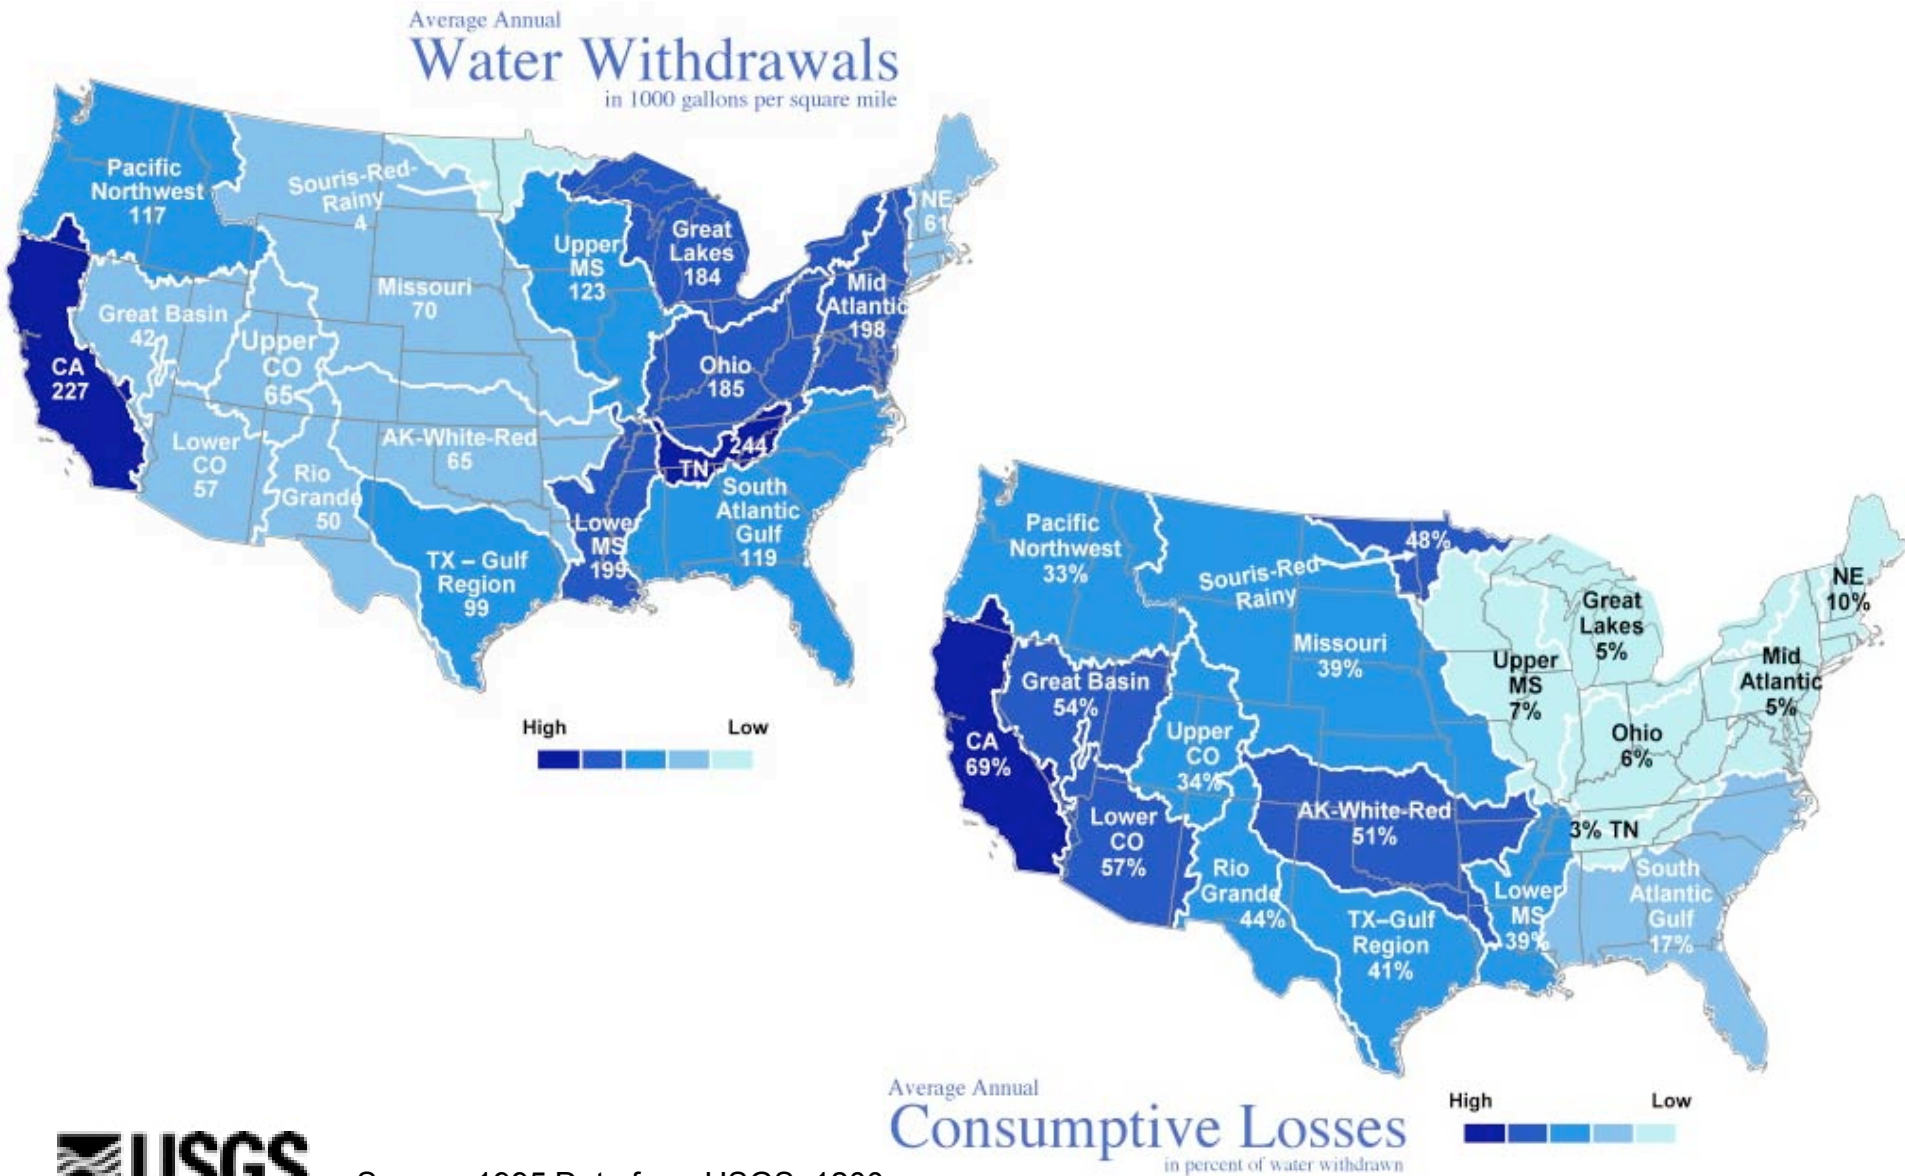 Average Annual
Water Withdrawals
in 1000 gallons per square mile
Pacific
Northwest
117
Souris-Red-
Rainy
4
Upper
MS
123
Great
Lakes
184
NE
61
Mid
Atlantic
198
Great Basin
42
Missouri
70
CA
227
Upper
CO
65
Ohio
185
Lower
CO
57
AK-White-Red
65
244
TN
Rio
Grande
50
South
Atlantic
Gulf
119
Lower
MS
199
TX – Gulf
Region
99
High
Low
Pacific
Northwest
33%
48%
Souris-Red
Rainy
NE
10%
Great
Lakes
5%
Missouri
39%
Upper
MS
7%
Mid
Atlantic
5%
Great Basin
54%
CA
69%
Upper
CO
34%
Ohio
6%
Lower
CO
57%
AK-White-Red
51%
3% TN
Rio
Grande
44%
TX–Gulf
Region
41%
Lower
MS
39%
South
Atlantic
Gulf
17%
Average Annual
Consumptive Losses
in percent of water withdrawn
High
Low
USGS
1995 Data from USGS